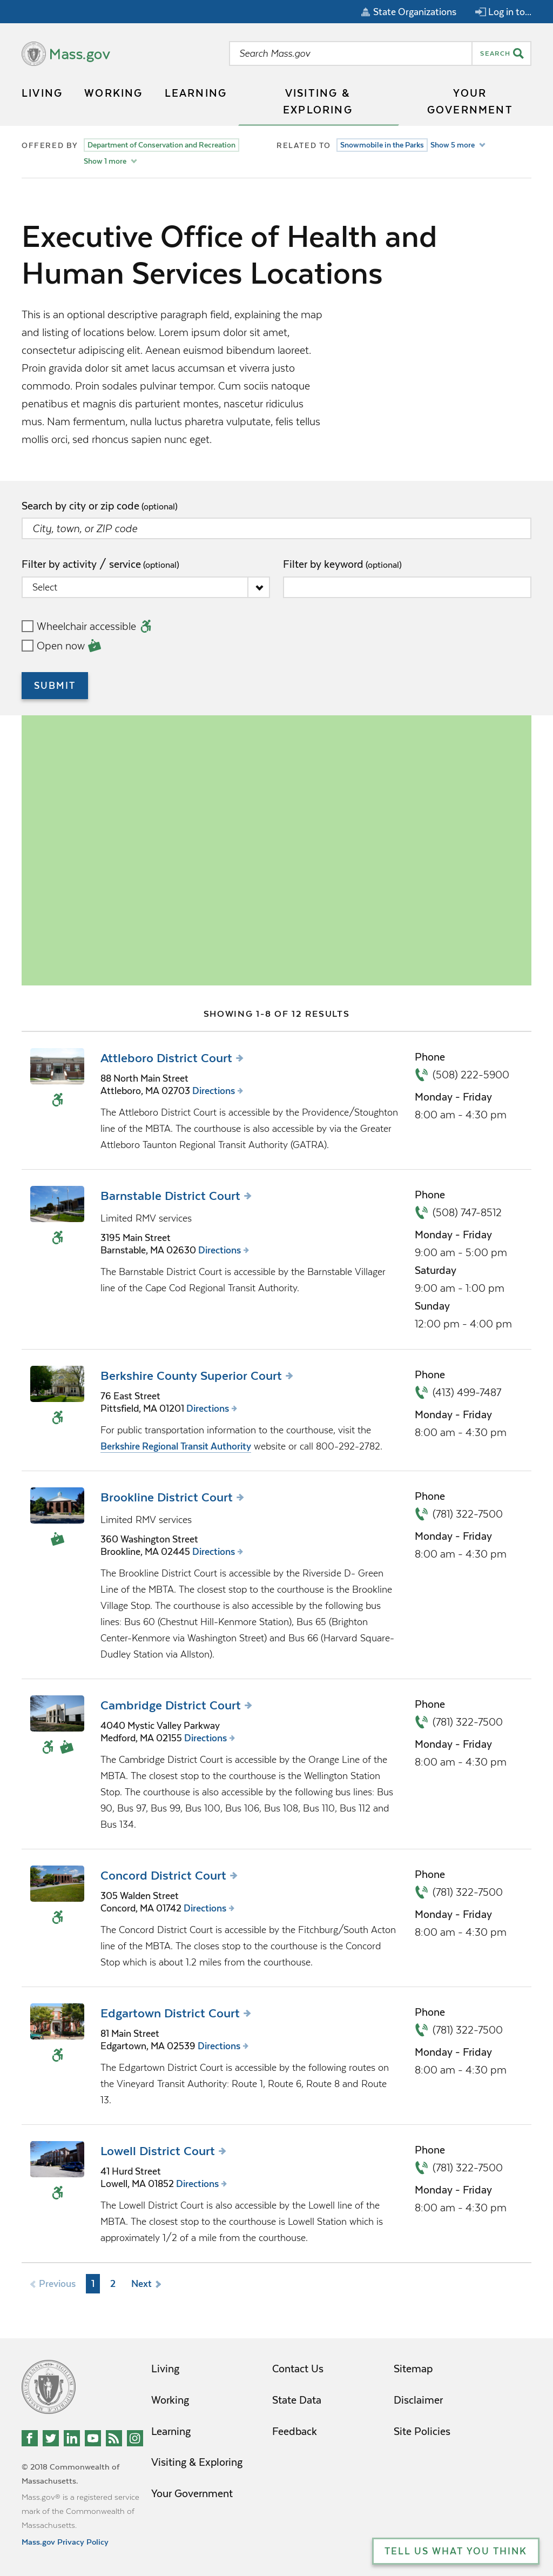 State Organizations
Log in to...
Mass.gov
Search Mass.gov
SEARCH
LIVING
WORKING
LEARNING
VISITING &
EXPLORING
YOUR
GOVERNMENT
OFFERED BY
Department of Conservation and Recreation
Show 1 more
RELATED TO
Snowmobile in the Parks
Show 5 more
Executive Office of Health and
Human Services Locations
This is an optional descriptive paragraph field, explaining the map
and listing of locations below. Lorem ipsum dolor sit amet,
consectetur adipiscing elit. Aenean euismod bibendum laoreet.
Proin gravida dolor sit amet lacus accumsan et viverra justo
commodo. Proin sodales pulvinar tempor. Cum sociis natoque
penatibus et magnis dis parturient montes, nascetur ridiculus
mus. Nam fermentum, nulla luctus pharetra vulputate, felis tellus
mollis orci, sed rhoncus sapien nunc eget.
Search by city or zip code (optional)
City, town, or ZIP code
Filter by activity / service (optional)
Select
Filter by keyword (optional)
Wheelchair accessible
Open now
SUBMIT
SHOWING 1-8 OF 12 RESULTS
Attleboro District Court
88 North Main Street
Attleboro, MA 02703 Directions
The Attleboro District Court is accessible by the Providence/Stoughton
line of the MBTA. The courthouse is also accessible by via the Greater
Attleboro Taunton Regional Transit Authority (GATRA).
Phone
(508) 222-5900
Monday - Friday
8:00 am - 4:30 pm
Barnstable District Court
Limited RMV services
3195 Main Street
Barnstable, MA 02630 Directions
The Barnstable District Court is accessible by the Barnstable Villager
line of the Cape Cod Regional Transit Authority.
Phone
(508) 747-8512
Monday - Friday
9:00 am - 5:00 pm
Saturday
9:00 am - 1:00 pm
Sunday
12:00 pm - 4:00 pm
Berkshire County Superior Court
76 East Street
Pittsfield, MA 01201 Directions
For public transportation information to the courthouse, visit the
Berkshire Regional Transit Authority website or call 800-292-2782.
Phone
(413) 499-7487
Monday - Friday
8:00 am - 4:30 pm
Brookline District Court
Limited RMV services
360 Washington Street
Brookline, MA 02445 Directions
The Brookline District Court is accessible by the Riverside D- Green
Line of the MBTA. The closest stop to the courthouse is the Brookline
Village Stop. The courthouse is also accessible by the following bus
lines: Bus 60 (Chestnut Hill-Kenmore Station), Bus 65 (Brighton
Center-Kenmore via Washington Street) and Bus 66 (Harvard Square-
Dudley Station via Allston).
Phone
(781) 322-7500
Monday - Friday
8:00 am - 4:30 pm
Cambridge District Court
4040 Mystic Valley Parkway
Medford, MA 02155 Directions
The Cambridge District Court is accessible by the Orange Line of the
MBTA. The closest stop to the courthouse is the Wellington Station
Stop. The courthouse is also accessible by the following bus lines: Bus
90, Bus 97, Bus 99, Bus 100, Bus 106, Bus 108, Bus 110, Bus 112 and
Bus 134.
Phone
(781) 322-7500
Monday - Friday
8:00 am - 4:30 pm
Concord District Court
305 Walden Street
Concord, MA 01742 Directions
The Concord District Court is accessible by the Fitchburg/South Acton
line of the MBTA. The closes stop to the courthouse is the Concord
Stop which is about 1.2 miles from the courthouse.
Phone
(781) 322-7500
Monday - Friday
8:00 am - 4:30 pm
Edgartown District Court
81 Main Street
Edgartown, MA 02539 Directions
The Edgartown District Court is accessible by the following routes on
the Vineyard Transit Authority: Route 1, Route 6, Route 8 and Route
13.
Phone
(781) 322-7500
Monday - Friday
8:00 am - 4:30 pm
Lowell District Court
41 Hurd Street
Lowell, MA 01852 Directions
The Lowell District Court is also accessible by the Lowell line of the
MBTA. The closest stop to the courthouse is Lowell Station which is
approximately 1/2 of a mile from the courthouse.
Phone
(781) 322-7500
Monday - Friday
8:00 am - 4:30 pm
Previous
1
2
Next
Living
Working
Learning
Visiting & Exploring
Your Government
Contact Us
State Data
Feedback
Sitemap
Disclaimer
Site Policies
© 2018 Commonwealth of
Massachusetts.
Mass.gov® is a registered service
mark of the Commonwealth of
Massachusetts.
Mass.gov Privacy Policy
TELL US WHAT YOU THINK